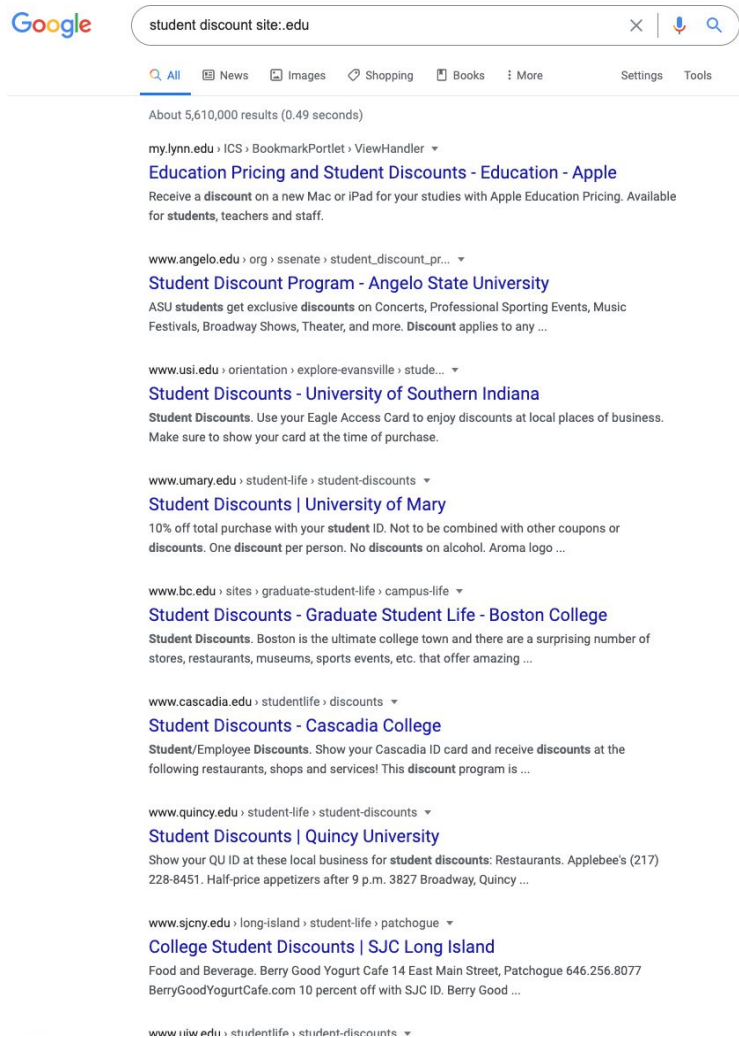 Google
student discount site:.edu
All News Images Shopping Books More Settings Tools
About 5,610,000 results (0.49 seconds)
my.lynn.edu › ICS › BookmarkPortlet › ViewHandler
Education Pricing and Student Discounts - Education - Apple
Receive a discount on a new Mac or iPad for your studies with Apple Education Pricing. Available
for students, teachers and staff.
www.angelo.edu › org › ssenate › student_discount_pr...
Student Discount Program - Angelo State University
ASU students get exclusive discounts on Concerts, Professional Sporting Events, Music
Festivals, Broadway Shows, Theater, and more. Discount applies to any ...
www.usi.edu › orientation › explore-evansville › stude...
Student Discounts - University of Southern Indiana
Student Discounts. Use your Eagle Access Card to enjoy discounts at local places of business.
Make sure to show your card at the time of purchase.
www.umary.edu › student-life › student-discounts
Student Discounts | University of Mary
10% off total purchase with your student ID. Not to be combined with other coupons or
discounts. One discount per person. No discounts on alcohol. Aroma logo ...
www.bc.edu › sites › graduate-student-life › campus-life
Student Discounts - Graduate Student Life - Boston College
Student Discounts. Boston is the ultimate college town and there are a surprising number of
stores, restaurants, museums, sports events, etc. that offer amazing ...
www.cascadia.edu › studentlife › discounts
Student Discounts - Cascadia College
Student/Employee Discounts. Show your Cascadia ID card and receive discounts at the
following restaurants, shops and services! This discount program is ...
www.quincy.edu › student-life › student-discounts
Student Discounts | Quincy University
Show your QU ID at these local business for student discounts: Restaurants. Applebee's (217)
228-8451. Half-price appetizers after 9 p.m. 3827 Broadway, Quincy ...
www.sjcny.edu › long-island › student-life › patchogue
College Student Discounts | SJC Long Island
Food and Beverage. Berry Good Yogurt Cafe 14 East Main Street, Patchogue 646.256.8077
BerryGoodYogurtCafe.com 10 percent off with SJC ID. Berry Good ...
www.uiw.edu › studentlife › student-discounts